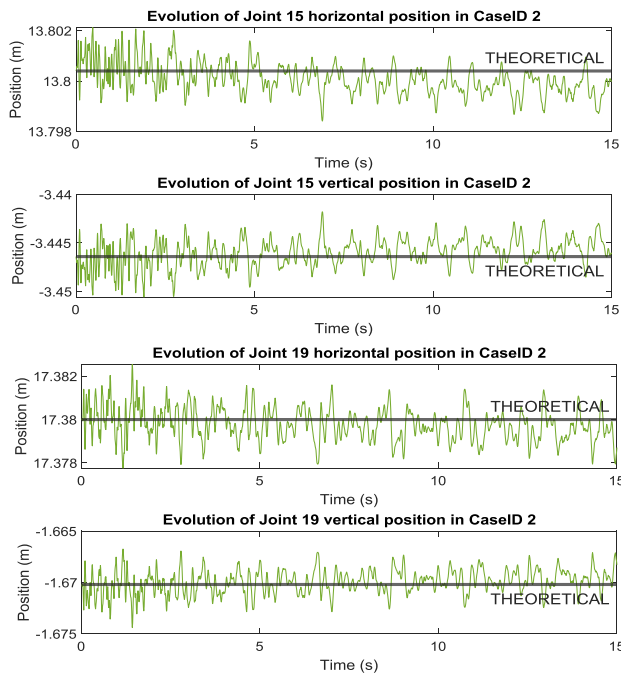 Evolution of Joint 15 horizontal position in CaseID 2
Position (m)
13.802
13.8
13.798
THEORETICAL
0 5 10 15
Time (s)
Evolution of Joint 15 vertical position in CaseID 2
Position (m)
-3.44
-3.445
-3.45
THEORETICAL
0 5 10 15
Time (s)
Evolution of Joint 19 horizontal position in CaseID 2
Position (m)
17.382
17.38
17.378
THEORETICAL
0 5 10 15
Time (s)
Evolution of Joint 19 vertical position in CaseID 2
Position (m)
-1.665
-1.67
-1.675
THEORETICAL
0 5 10 15
Time (s)